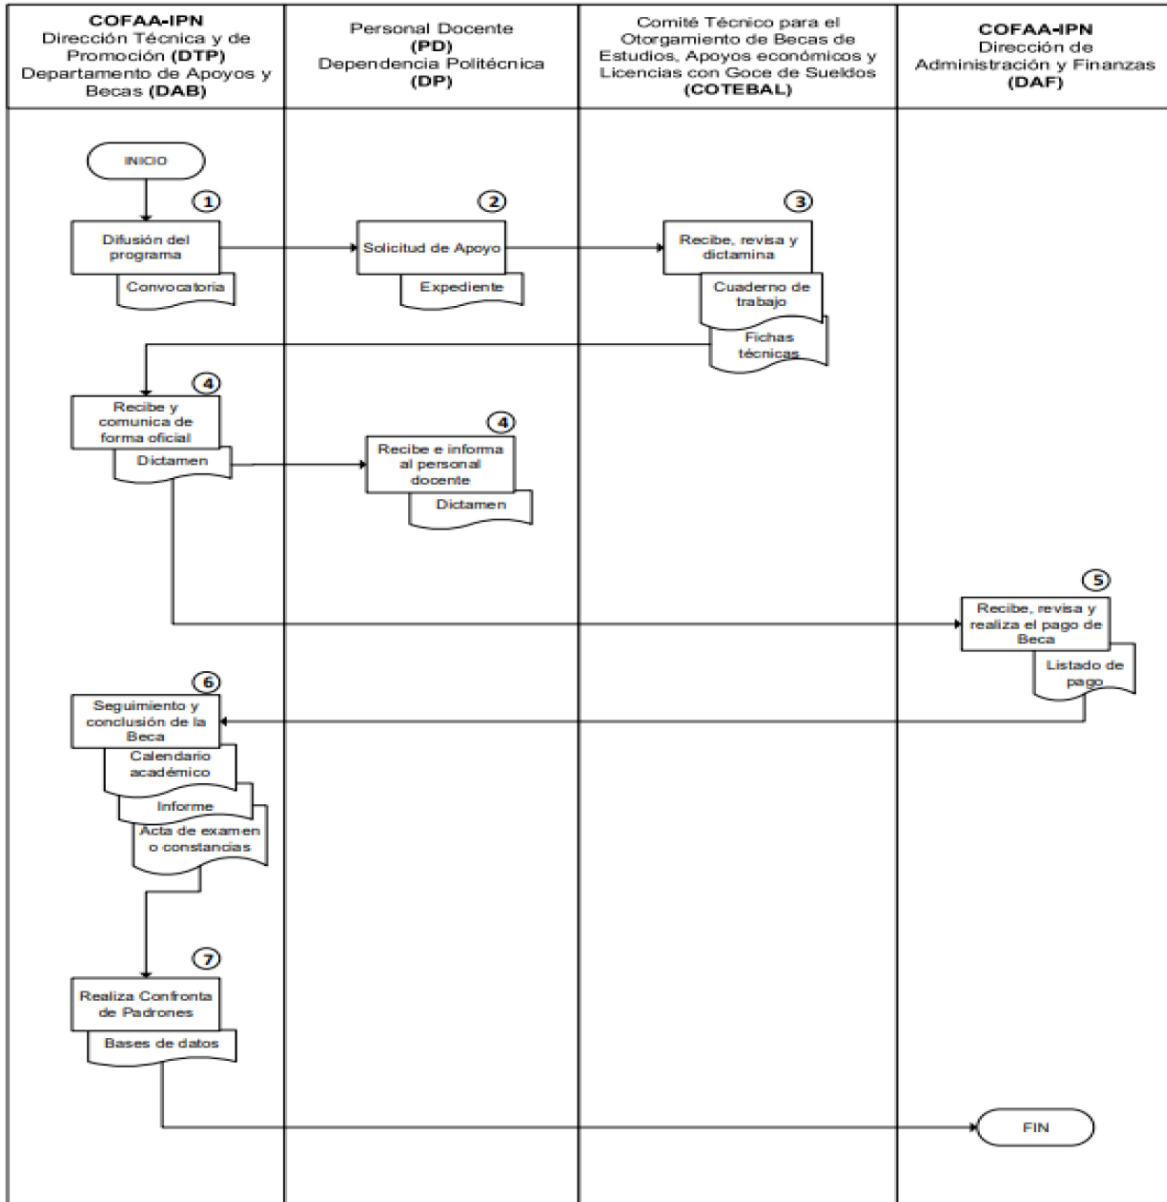 COFAA-IPN
Dirección Técnica y de
Promoción (DTP)
Departamento de Apoyos y
Becas (DAB)
Personal Docente
(PD)
Dependencia Politécnica
(DP)
Comité Técnico para el
Otorgamiento de Becas de
Estudios, Apoyos económicos y
Licencias con Goce de Sueldos
(COTEBAL)
COFAA-IPN
Dirección de
Administración y Finanzas
(DAF)
INICIO
1
Difusión del
programa
Convocatoria
2
Solicitud de Apoyo
Expediente
3
Recibe, revisa y
dictamina
Cuaderno de
trabajo
Fichas
técnicas
4
Recibe y
comunica de
forma oficial
Dictamen
4
Recibe e informa
al personal
docente
Dictamen
5
Recibe, revisa y
realiza el pago de
Beca
Listado de
pago
6
Seguimiento y
conclusión de la
Beca
Calendario
académico
Informe
Acta de examen
o constancias
7
Realiza Confronta
de Padrones
Bases de datos
FIN